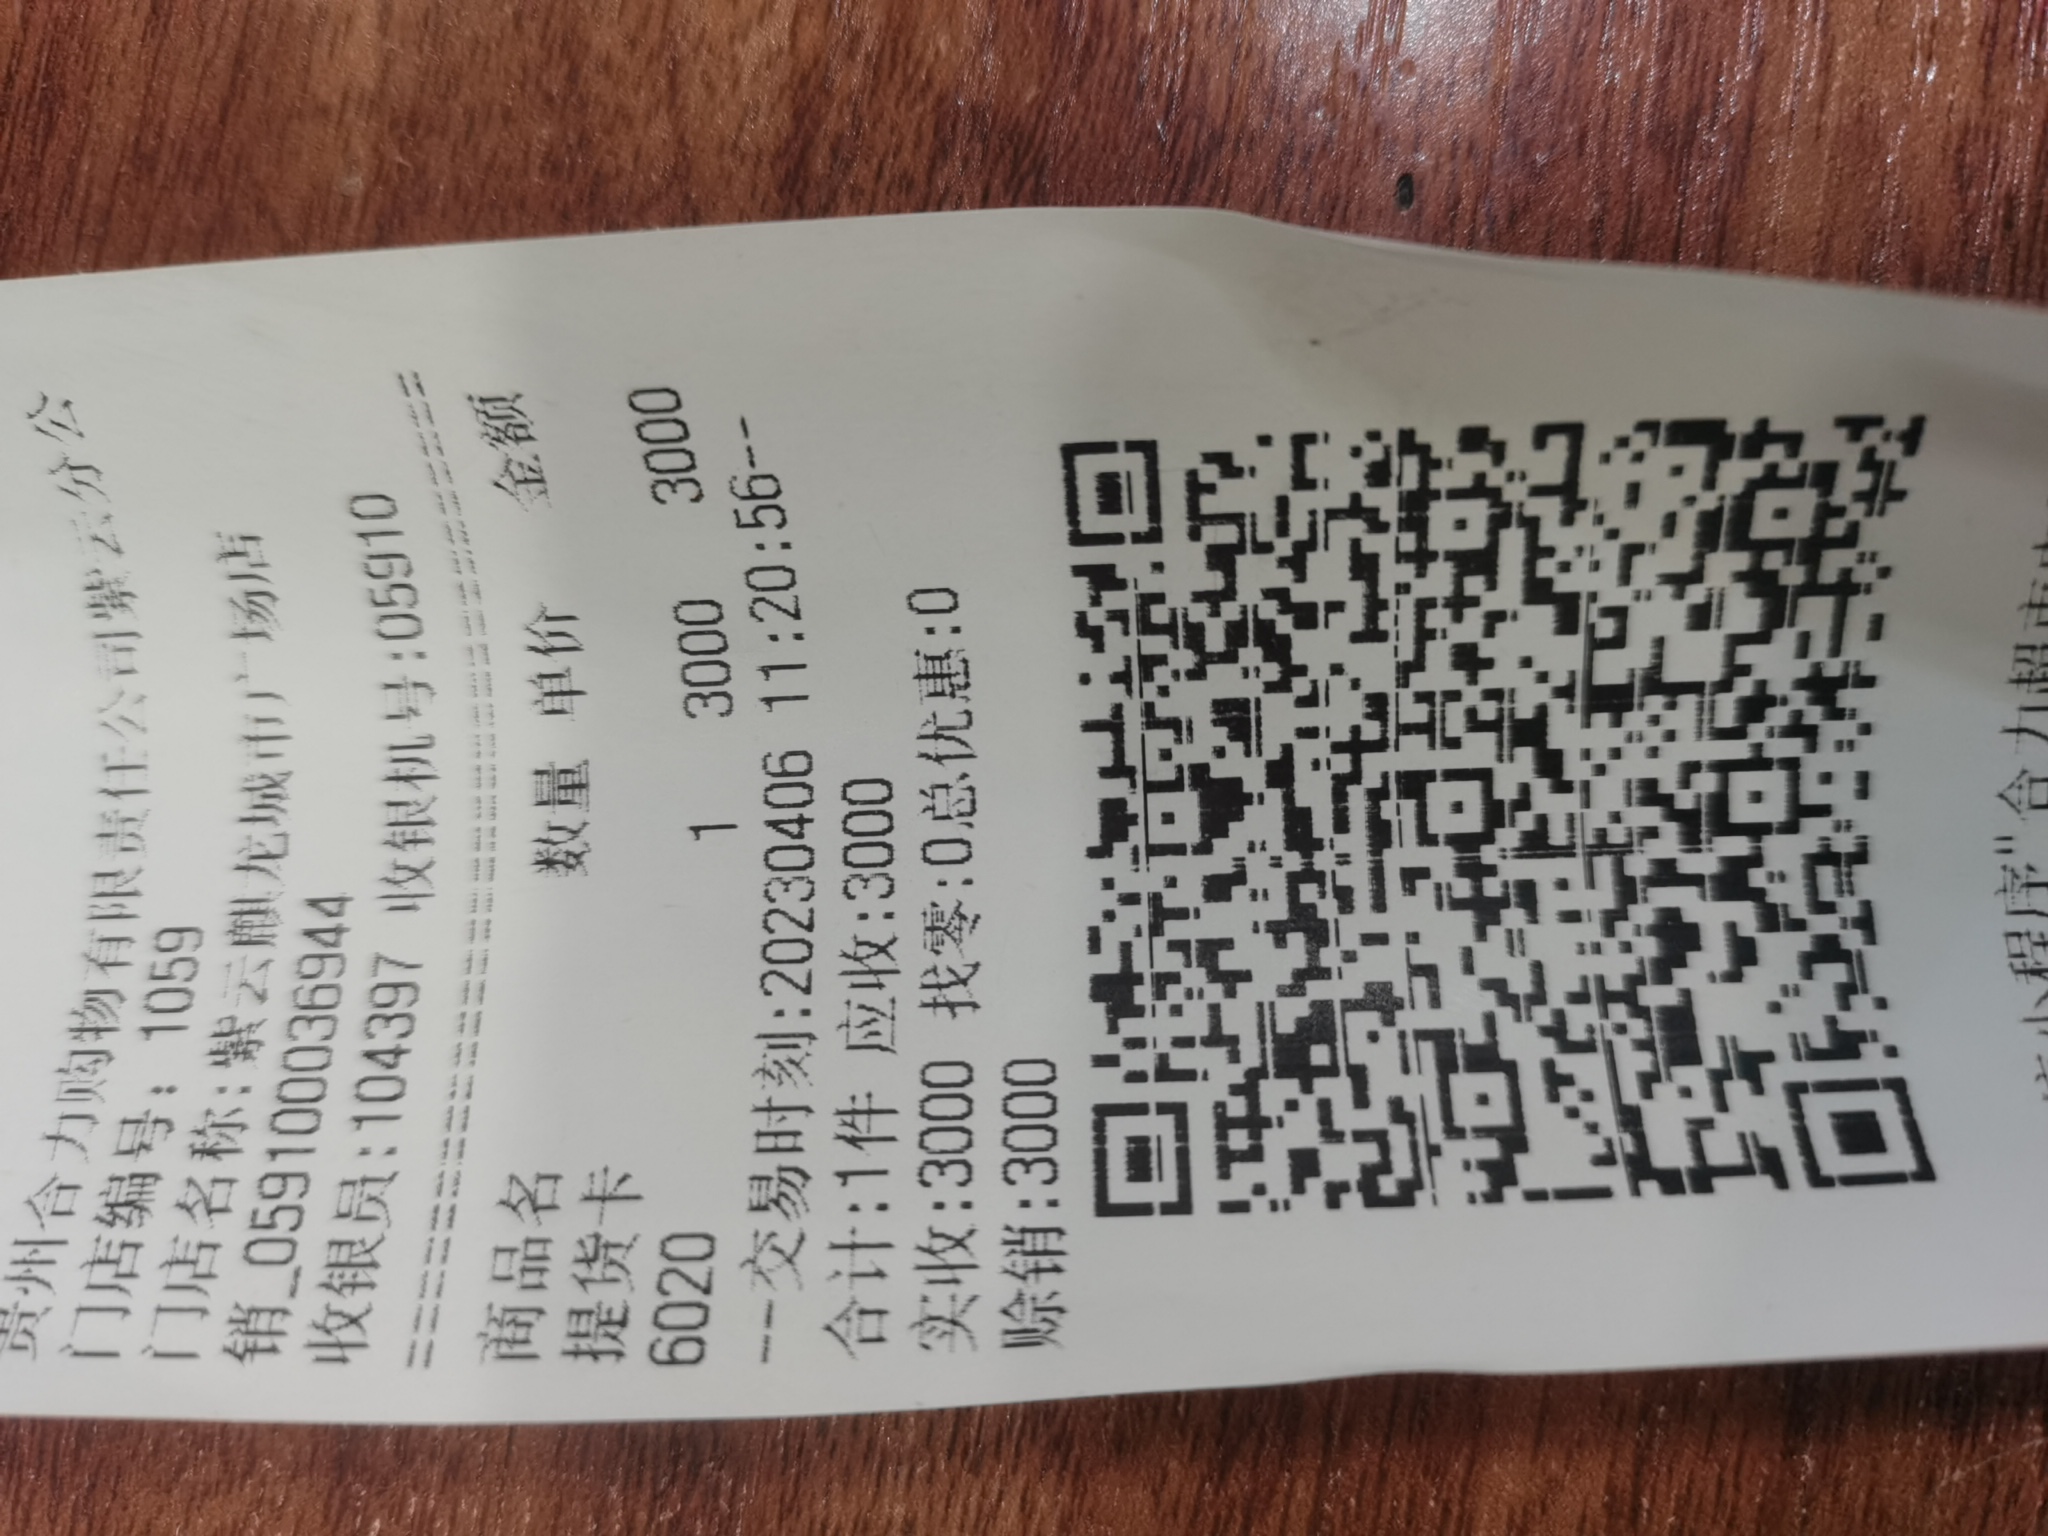 贵州合力购物有限责任公司紫云分公
门店编号：1059
门店名称：紫云麒龙城市广场店
销_0591000036944
收银员:104397 收银机号:05910
商品名 数量 单价 金额
提货卡
6020 1 3000 3000
---交易时刻:20230406 11:20:56--
合计:1件 应收:3000
实收:3000 找零:0总优惠:0
赊销:3000
小程序"合力超市